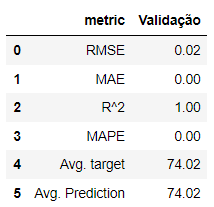 metric Validação
0 RMSE 0.02
1 MAE 0.00
2 R^2 1.00
3 MAPE 0.00
4 Avg. target 74.02
5 Avg. Prediction 74.02